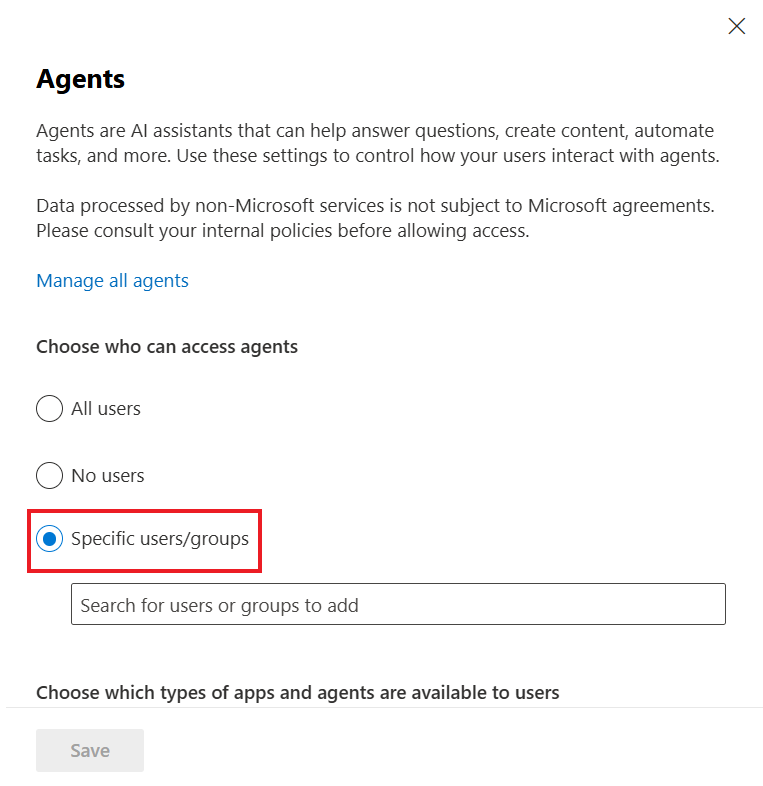 Agents
Agents are AI assistants that can help answer questions, create content, automate
tasks, and more. Use these settings to control how your users interact with agents.
Data processed by non-Microsoft services is not subject to Microsoft agreements.
Please consult your internal policies before allowing access.
Manage all agents
Choose who can access agents
All users
No users
Specific users/groups
Search for users or groups to add
Choose which types of apps and agents are available to users
Save